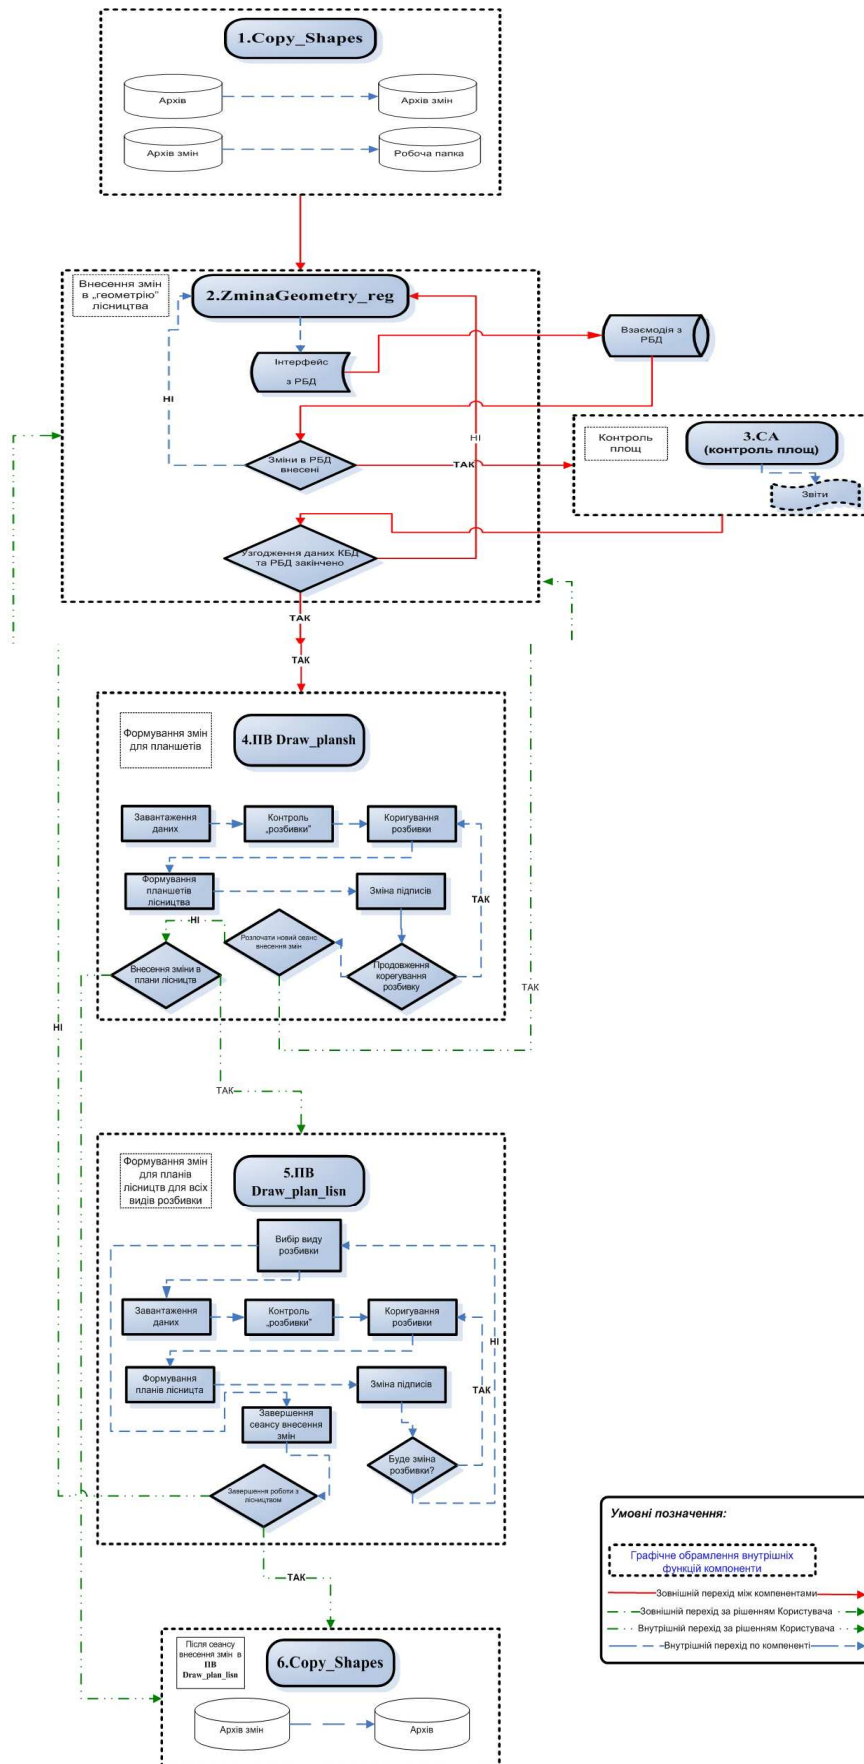 1.Copy_Shapes
Архів
Архів змін
Архів змін
Робоча папка
Внесення змін
в „геометрію”
лісництва
2.ZminaGeometry_reg
Інтерфейс
з РБД
Взаємодія з
РБД
НІ
НІ
Зміни в РБД
внесені
ТАК
Контроль
площ
3.СА
(контроль площ)
Звіти
Узгодження даних КБД
та РБД закінчено
ТАК
ТАК
Формування змін
для планшетів
4.ПВ Draw_plansh
Завантаження
даних
Контроль
„розбивки”
Коригування
розбивки
Формування
планшетів
лісництва
Зміна підписів
ТАК
НІ
Розпочати новий сеанс
внесення змін
Внесення зміни в
плани лісництв
Продовження
корегування
розбивку
ТАК
НІ
ТАК
Формування змін
для планів
лісництв для всіх
видів розбивки
5.ПВ
Draw_plan_lisn
Вибір виду
розбивки
Завантаження
даних
Контроль
„розбивки”
Коригування
розбивки
НІ
Формування
планів лісницта
Зміна підписів
ТАК
Завершення
сеансу внесення
змін
Буде зміна
розбивки?
Завершення роботи з
лісництвом
ТАК
Після сеансу
внесення змін в
ПВ
Draw_plan_lisn
6.Copy_Shapes
Архів змін
Архів
Умовні позначення:
Графічне обрамлення внутрішніх
функцій компоненти
Зовнішній перехід між компонентами
Зовнішній перехід за рішенням Користувача
Внутрішній перехід за рішенням Користувача
Внутрішній перехід по компоненті